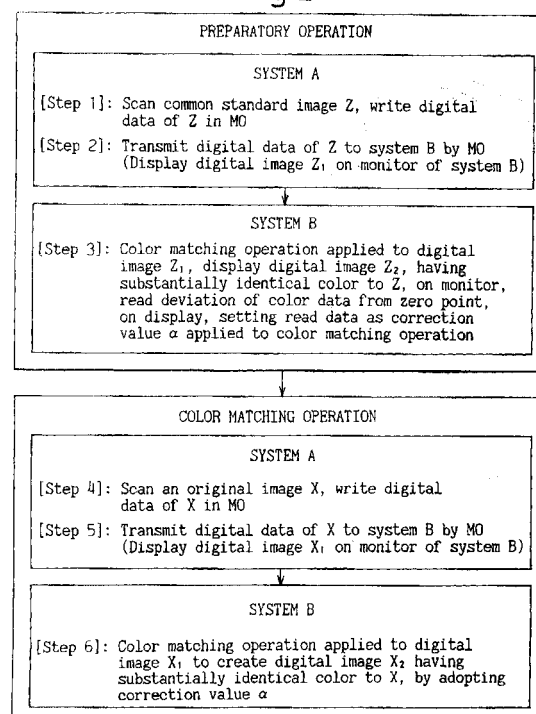 PREPARATORY OPERATION
SYSTEM A
[Step 1]: Scan common standard image Z, write digital
data of Z in MO
[Step 2]: Transmit digital data of Z to system B by MO
(Display digital image Z₁ on monitor of system B)
SYSTEM B
[Step 3]: Color matching operation applied to digital
image Z₁, display digital image Z₂, having
substantially identical color to Z, on monitor,
read deviation of color data from zero point,
on display, setting read data as correction
value α applied to color matching operation
COLOR MATCHING OPERATION
SYSTEM A
[Step 4]: Scan an original image X, write digital
data of X in MO
[Step 5]: Transmit digital data of X to system B by MO
(Display digital image X₁ on monitor of system B)
SYSTEM B
[Step 6]: Color matching operation applied to digital
image X₁ to create digital image X₂ having
substantially identical color to X, by adopting
correction value α